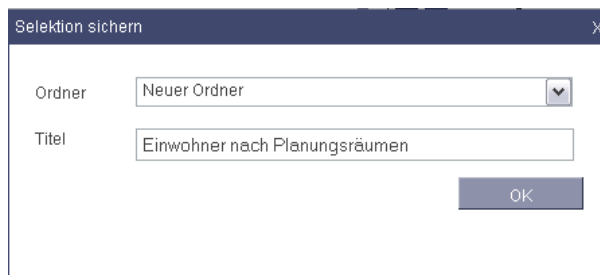 Selektion sichern X
Ordner Neuer Ordner
Titel Einwohner nach Planungsräumen
OK